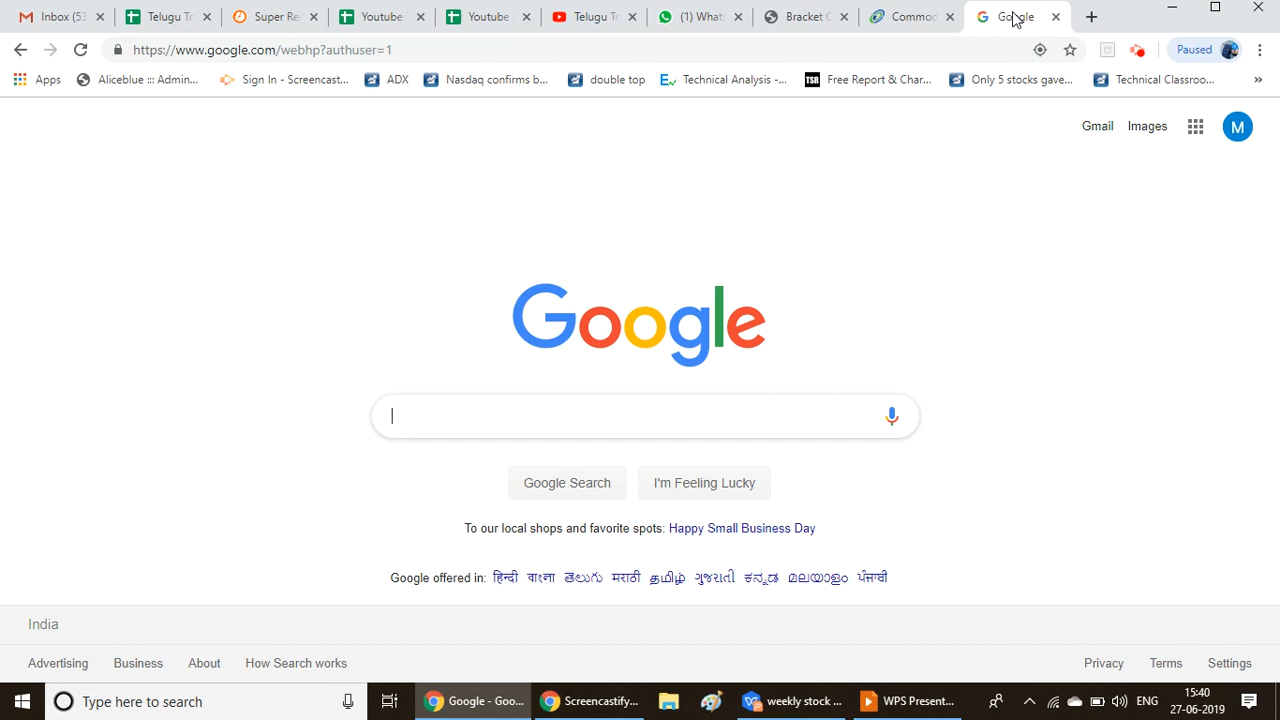 Inbox (53 Telugu T Super Re Youtube Youtube Telugu Tr (1) What Bracket C Commod Google
https://www.google.com/webhp?authuser=1 Paused
Apps Aliceblue ::: Admin... Sign In - Screencast... ADX Nasdaq confirms b... double top Technical Analysis -... TSR Free Report & Char... Only 5 stocks gave... Technical Classroo... »
Gmail Images M
Google
Google Search I'm Feeling Lucky
To our local shops and favorite spots: Happy Small Business Day
Google offered in: हिन्दी বাংলা తెలుగు मराठी தமிழ் ગુજરાતી ಕನ್ನಡ മലയാളം ਪੰਜਾਬੀ
India
Advertising Business About How Search works Privacy Terms Settings
Type here to search Google - Goo... Screencastify... weekly stock ... WPS Present... ENG 15:40
27-06-2019